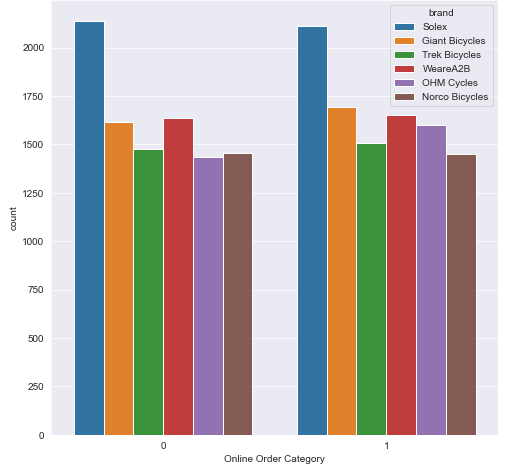 brand
Solex
Giant Bicycles
Trek Bicycles
WeareA2B
OHM Cycles
Norco Bicycles
2000
1750
1500
1250
1000
750
500
250
0
count
0 1
Online Order Category